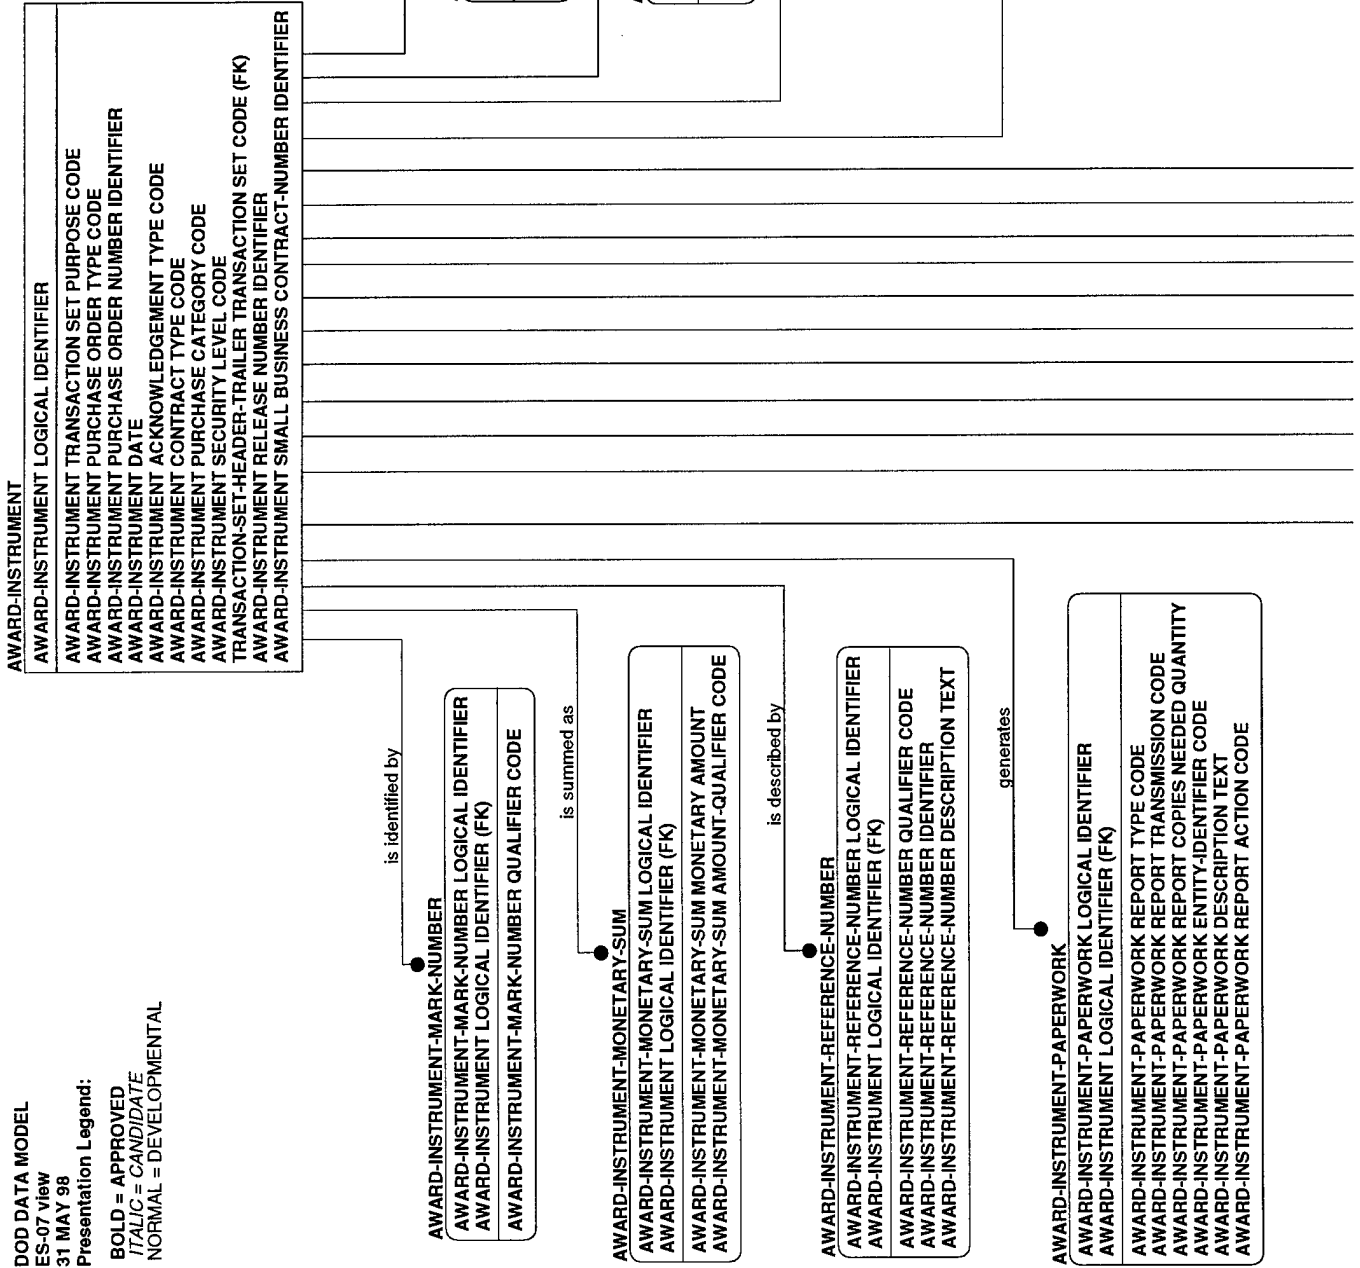 DOD DATA MODEL
ES-07 view
31 MAY 98
Presentation Legend:
BOLD = APPROVED
ITALIC = CANDIDATE
NORMAL = DEVELOPMENTAL
AWARD-INSTRUMENT
AWARD-INSTRUMENT LOGICAL IDENTIFIER
AWARD-INSTRUMENT TRANSACTION SET PURPOSE CODE
AWARD-INSTRUMENT PURCHASE ORDER TYPE CODE
AWARD-INSTRUMENT PURCHASE ORDER NUMBER IDENTIFIER
AWARD-INSTRUMENT DATE
AWARD-INSTRUMENT ACKNOWLEDGEMENT TYPE CODE
AWARD-INSTRUMENT CONTRACT TYPE CODE
AWARD-INSTRUMENT PURCHASE CATEGORY CODE
AWARD-INSTRUMENT SECURITY LEVEL CODE
TRANSACTION-SET-HEADER-TRAILER TRANSACTION SET CODE (FK)
AWARD-INSTRUMENT RELEASE NUMBER IDENTIFIER
AWARD-INSTRUMENT SMALL BUSINESS CONTRACT-NUMBER IDENTIFIER
is identified by
AWARD-INSTRUMENT-MARK-NUMBER
AWARD-INSTRUMENT-MARK-NUMBER LOGICAL IDENTIFIER
AWARD-INSTRUMENT LOGICAL IDENTIFIER (FK)
AWARD-INSTRUMENT-MARK-NUMBER QUALIFIER CODE
is summed as
AWARD-INSTRUMENT-MONETARY-SUM
AWARD-INSTRUMENT-MONETARY-SUM LOGICAL IDENTIFIER
AWARD-INSTRUMENT LOGICAL IDENTIFIER (FK)
AWARD-INSTRUMENT-MONETARY-SUM MONETARY AMOUNT
AWARD-INSTRUMENT-MONETARY-SUM AMOUNT-QUALIFIER CODE
is described by
AWARD-INSTRUMENT-REFERENCE-NUMBER
AWARD-INSTRUMENT-REFERENCE-NUMBER LOGICAL IDENTIFIER
AWARD-INSTRUMENT LOGICAL IDENTIFIER (FK)
AWARD-INSTRUMENT-REFERENCE-NUMBER QUALIFIER CODE
AWARD-INSTRUMENT-REFERENCE-NUMBER IDENTIFIER
AWARD-INSTRUMENT-REFERENCE-NUMBER DESCRIPTION TEXT
generates
AWARD-INSTRUMENT-PAPERWORK
AWARD-INSTRUMENT-PAPERWORK LOGICAL IDENTIFIER
AWARD-INSTRUMENT LOGICAL IDENTIFIER (FK)
AWARD-INSTRUMENT-PAPERWORK REPORT TYPE CODE
AWARD-INSTRUMENT-PAPERWORK REPORT TRANSMISSION CODE
AWARD-INSTRUMENT-PAPERWORK REPORT COPIES NEEDED QUANTITY
AWARD-INSTRUMENT-PAPERWORK ENTITY-IDENTIFIER CODE
AWARD-INSTRUMENT-PAPERWORK DESCRIPTION TEXT
AWARD-INSTRUMENT-PAPERWORK REPORT ACTION CODE